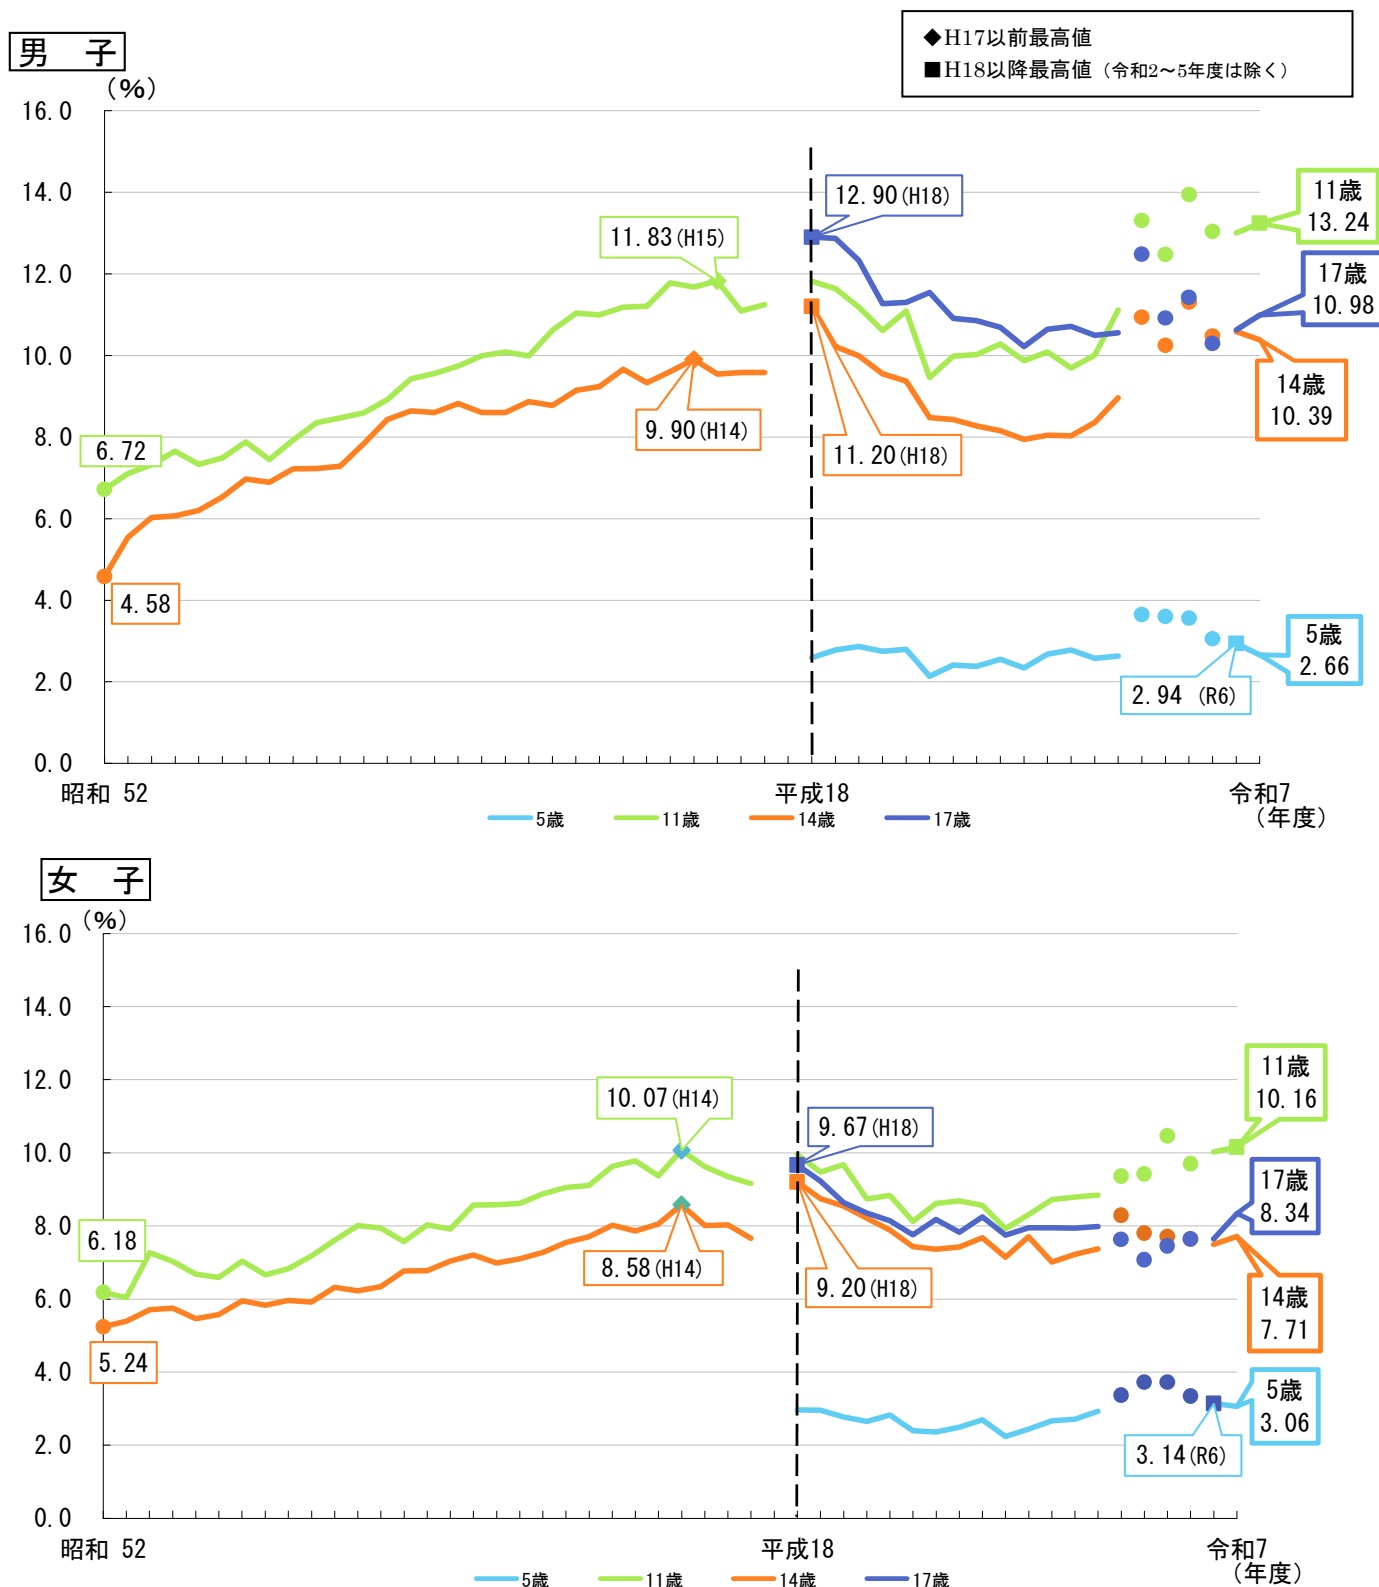 ◆H17以前最高値
■H18以降最高値（令和2～5年度は除く）
男　子
（%）
16.0
14.0
12.0
10.0
8.0
6.0
4.0
2.0
0.0
6.72
4.58
11.83(H15)
9.90(H14)
12.90(H18)
11.20(H18)
2.94 (R6)
11歳
13.24
17歳
10.98
14歳
10.39
5歳
2.66
昭和 52
平成18
令和7
（年度）
5歳 11歳 14歳 17歳
女　子
（%）
16.0
14.0
12.0
10.0
8.0
6.0
4.0
2.0
0.0
6.18
5.24
10.07(H14)
8.58(H14)
9.67(H18)
9.20(H18)
3.14(R6)
11歳
10.16
17歳
8.34
14歳
7.71
5歳
3.06
昭和 52
平成18
令和7
（年度）
5歳 11歳 14歳 17歳